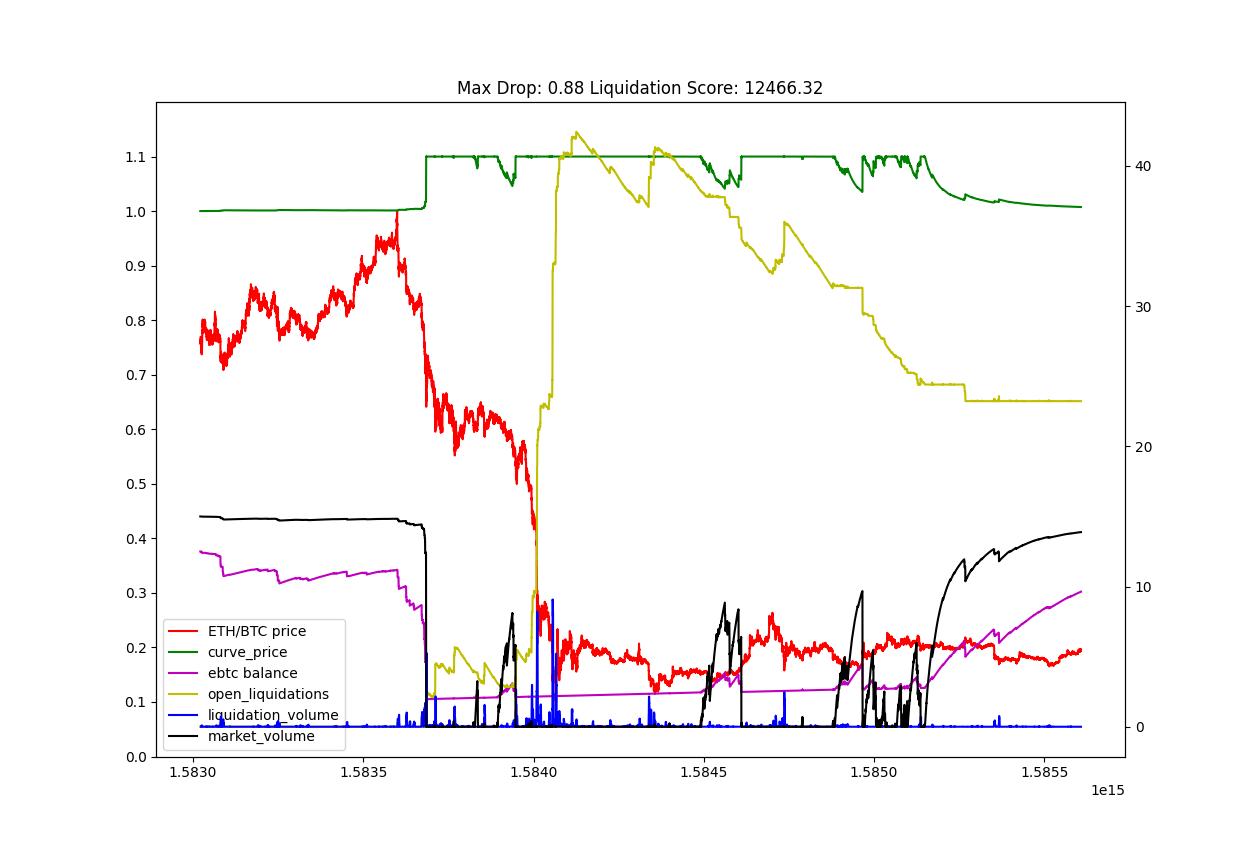 Max Drop: 0.88 Liquidation Score: 12466.32
1.1
1.0
0.9
0.8
0.7
0.6
0.5
0.4
0.3
0.2
0.1
0.0
40
30
20
10
0
ETH/BTC price
curve_price
ebtc balance
open_liquidations
liquidation_volume
market_volume
1.5830 1.5835 1.5840 1.5845 1.5850 1.5855
1e15